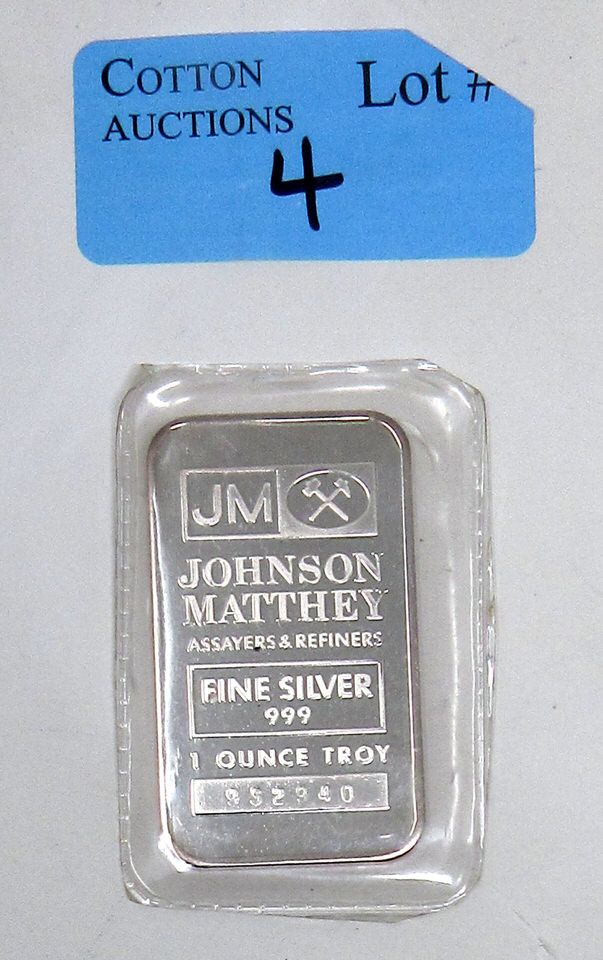 COTTON
AUCTIONS
Lot #
4
JM
JOHNSON
MATTHEY
ASSAYERS & REFINERS
FINE SILVER
999
1 OUNCE TROY